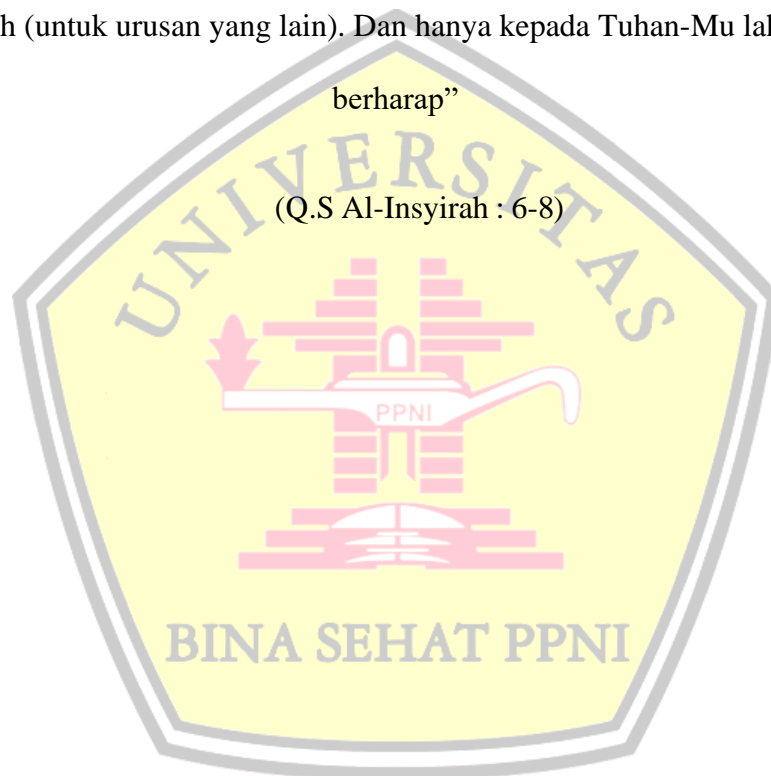 (untuk urusan yang lain). Dan hanya kepada Tuhan-Mu
berharap”
(Q.S Al-Insyirah : 6-8)
UNIVERSITAS
PPNI
BINA SEHAT PPNI